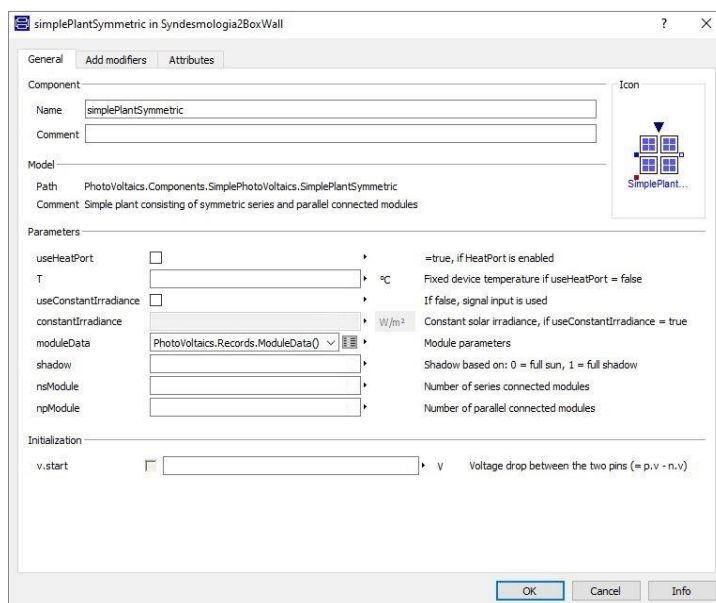 simplePlantSymmetric in Syndesmologia2BoxWall ? X
General Add modifiers Attributes
Component
Icon
Name simplePlantSymmetric
Comment
SimplePlant...
Model
Path PhotoVoltaics.Components.SimplePhotoVoltaics.SimplePlantSymmetric
Comment Simple plant consisting of symmetric series and parallel connected modules
Parameters
useHeatPort =true, if HeatPort is enabled
T °C Fixed device temperature if useHeatPort = false
useConstantIrradiance If false, signal input is used
constantIrradiance W/m² Constant solar irradiance, if useConstantIrradiance = true
moduleData PhotoVoltaics.Records.ModuleData() Module parameters
shadow Shadow based on: 0 = full sun, 1 = full shadow
nsModule Number of series connected modules
npModule Number of parallel connected modules
Initialization
v.start V Voltage drop between the two pins (= p.v - n.v)
OK Cancel Info